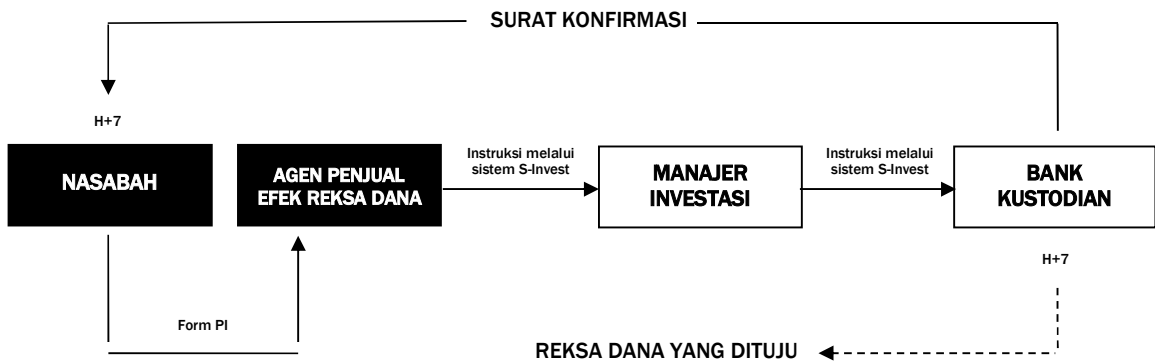 SURAT KONFIRMASI
H+7
NASABAH
AGEN PENJUAL
EFEK REKSA DANA
Instruksi melalui
sistem S-Invest
MANAJER
INVESTASI
Instruksi melalui
sistem S-Invest
BANK
KUSTODIAN
H+7
Form PI
REKSA DANA YANG DITUJU